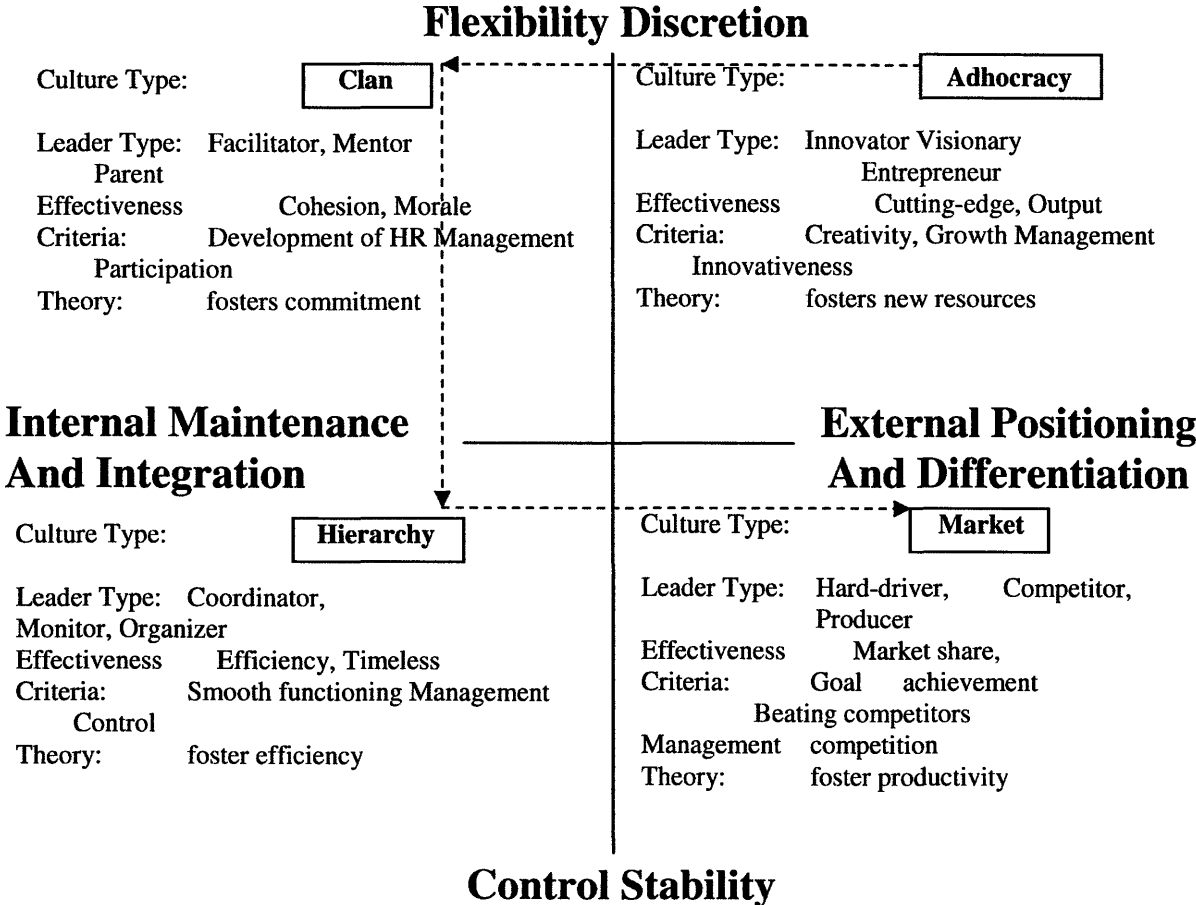 Flexibility Discretion
Culture Type: Clan
Leader Type: Facilitator, Mentor
Parent
Effectiveness Cohesion, Morale
Criteria: Development of HR Management
Participation
Theory: fosters commitment
Culture Type: Adhocracy
Leader Type: Innovator Visionary
Entrepreneur
Effectiveness Cutting-edge, Output
Criteria: Creativity, Growth Management
Innovativeness
Theory: fosters new resources
Internal Maintenance
And Integration
External Positioning
And Differentiation
Culture Type: Hierarchy
Leader Type: Coordinator,
Monitor, Organizer
Effectiveness Efficiency, Timeless
Criteria: Smooth functioning Management
Control
Theory: foster efficiency
Culture Type: Market
Leader Type: Hard-driver, Competitor,
Producer
Effectiveness Market share,
Criteria: Goal achievement
Beating competitors
Management competition
Theory: foster productivity
Control Stability